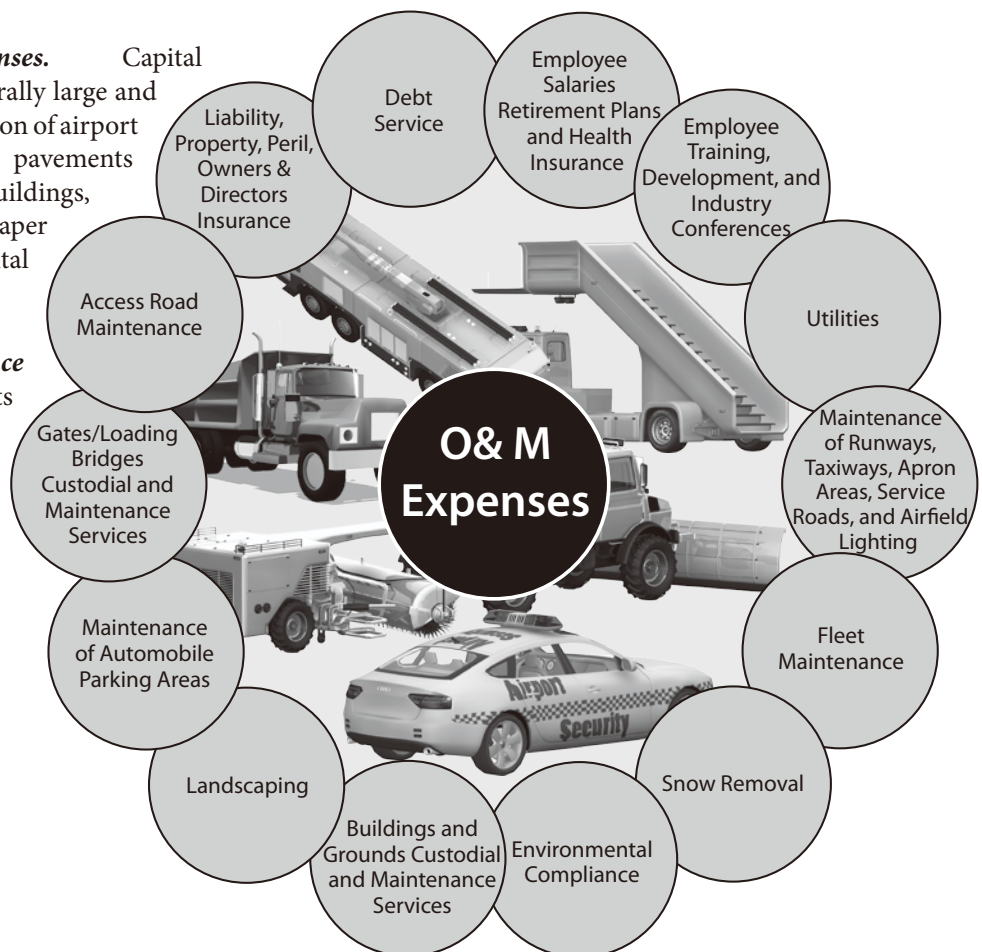 nses. Capital
rally large and
on of airport
pavements
uildings,
aper
tal
ce
ts
Debt
Service
Employee
Salaries
Retirement Plans
and Health
Insurance
Employee
Training,
Development, and
Industry
Conferences
Utilities
Maintenance
of Runways,
Taxiways, Apron
Areas, Service
Roads, and Airfield
Lighting
Fleet
Maintenance
Snow Removal
Environmental
Compliance
Buildings and
Grounds Custodial
and Maintenance
Services
Landscaping
Maintenance
of Automobile
Parking Areas
Gates/Loading
Bridges
Custodial and
Maintenance
Services
Access Road
Maintenance
Liability,
Property, Peril,
Owners &
Directors
Insurance
O& M
Expenses
Airport
Security